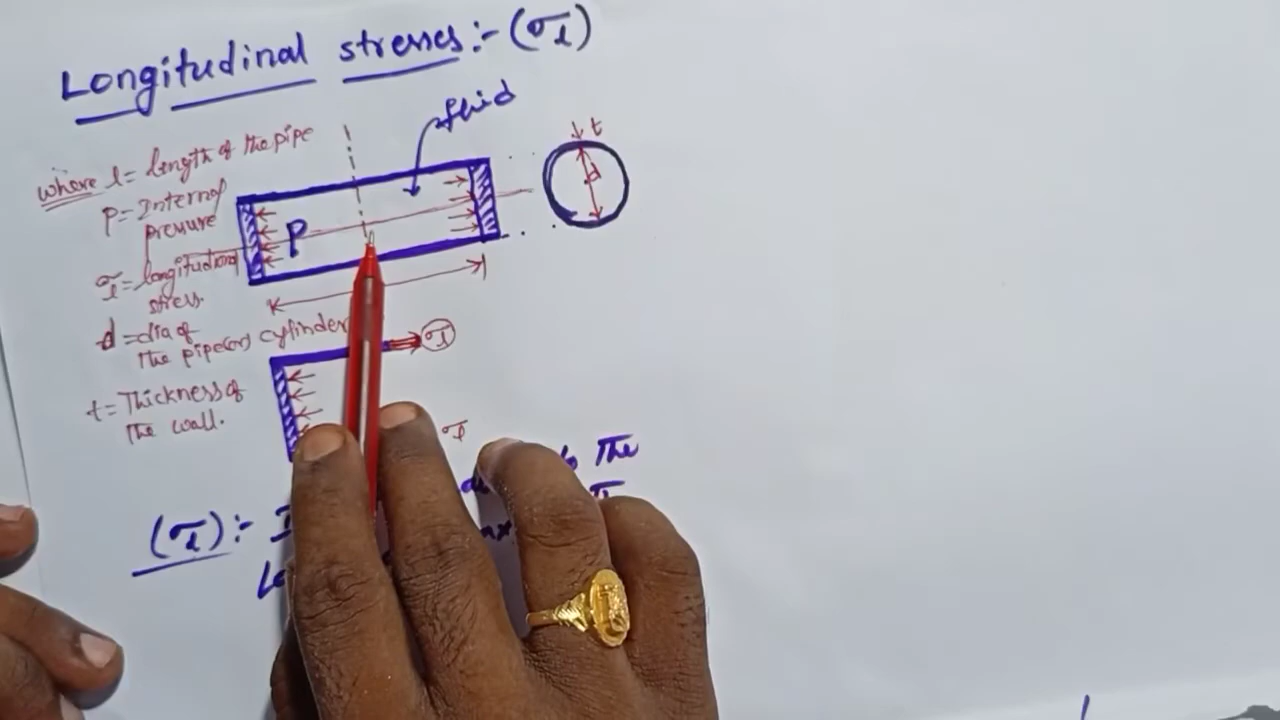 Longitudinal stresses:- (σl)
fluid
t
where l = length of the pipe
d
P = Internal
pressure
P
σl = longitudinal
stress.
d = dia of
the pipe(or) cylinder
σl
t = Thickness of
the wall.
σl
to The
(σl):- I